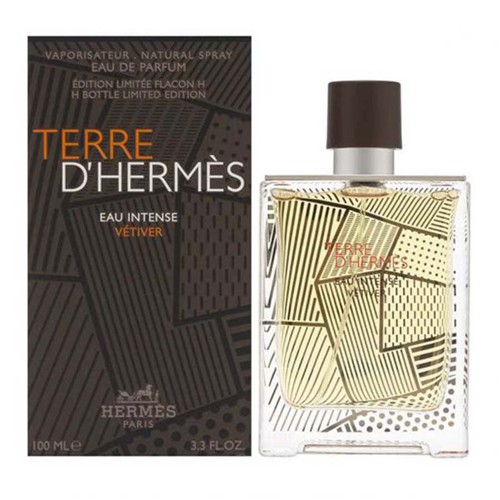 VAPORISATEUR . NATURAL SPRAY
EAU DE PARFUM
ÉDITION LIMITÉE FLACON H
H BOTTLE LIMITED EDITION
TERRE
D'HERMÈS
EAU INTENSE
VÉTIVER
HERMÈS
PARIS
100 ML ℮ 3.3 FL.OZ.
TERRE
D'HERMÈS
EAU INTENSE
VÉTIVER